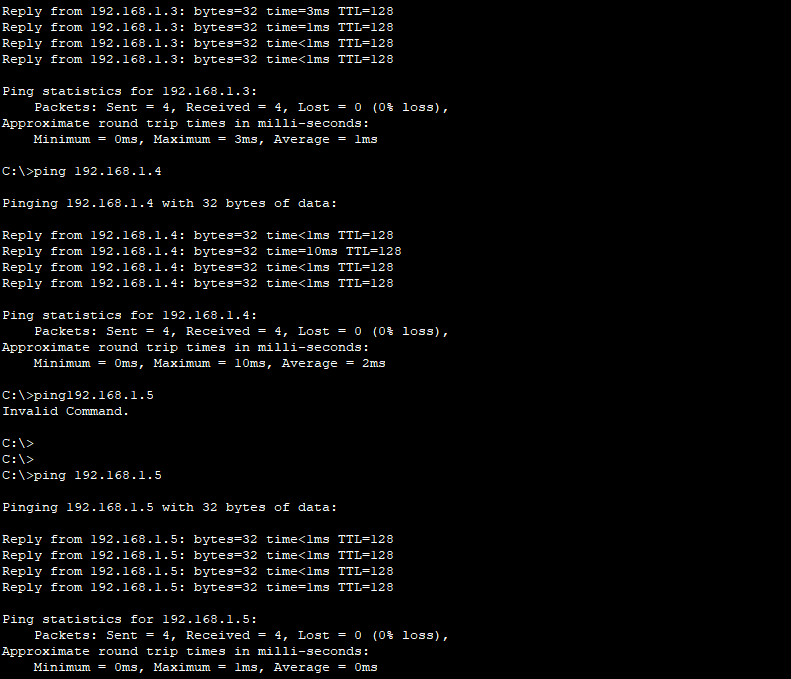 Reply from 192.168.1.3: bytes=32 time=3ms TTL=128
Reply from 192.168.1.3: bytes=32 time=1ms TTL=128
Reply from 192.168.1.3: bytes=32 time<1ms TTL=128
Reply from 192.168.1.3: bytes=32 time<1ms TTL=128

Ping statistics for 192.168.1.3:
    Packets: Sent = 4, Received = 4, Lost = 0 (0% loss),
Approximate round trip times in milli-seconds:
    Minimum = 0ms, Maximum = 3ms, Average = 1ms

C:\>ping 192.168.1.4

Pinging 192.168.1.4 with 32 bytes of data:

Reply from 192.168.1.4: bytes=32 time<1ms TTL=128
Reply from 192.168.1.4: bytes=32 time=10ms TTL=128
Reply from 192.168.1.4: bytes=32 time<1ms TTL=128
Reply from 192.168.1.4: bytes=32 time<1ms TTL=128

Ping statistics for 192.168.1.4:
    Packets: Sent = 4, Received = 4, Lost = 0 (0% loss),
Approximate round trip times in milli-seconds:
    Minimum = 0ms, Maximum = 10ms, Average = 2ms

C:\>ping192.168.1.5
Invalid Command.

C:\>
C:\>
C:\>ping 192.168.1.5

Pinging 192.168.1.5 with 32 bytes of data:

Reply from 192.168.1.5: bytes=32 time<1ms TTL=128
Reply from 192.168.1.5: bytes=32 time<1ms TTL=128
Reply from 192.168.1.5: bytes=32 time<1ms TTL=128
Reply from 192.168.1.5: bytes=32 time=1ms TTL=128

Ping statistics for 192.168.1.5:
    Packets: Sent = 4, Received = 4, Lost = 0 (0% loss),
Approximate round trip times in milli-seconds:
    Minimum = 0ms, Maximum = 1ms, Average = 0ms